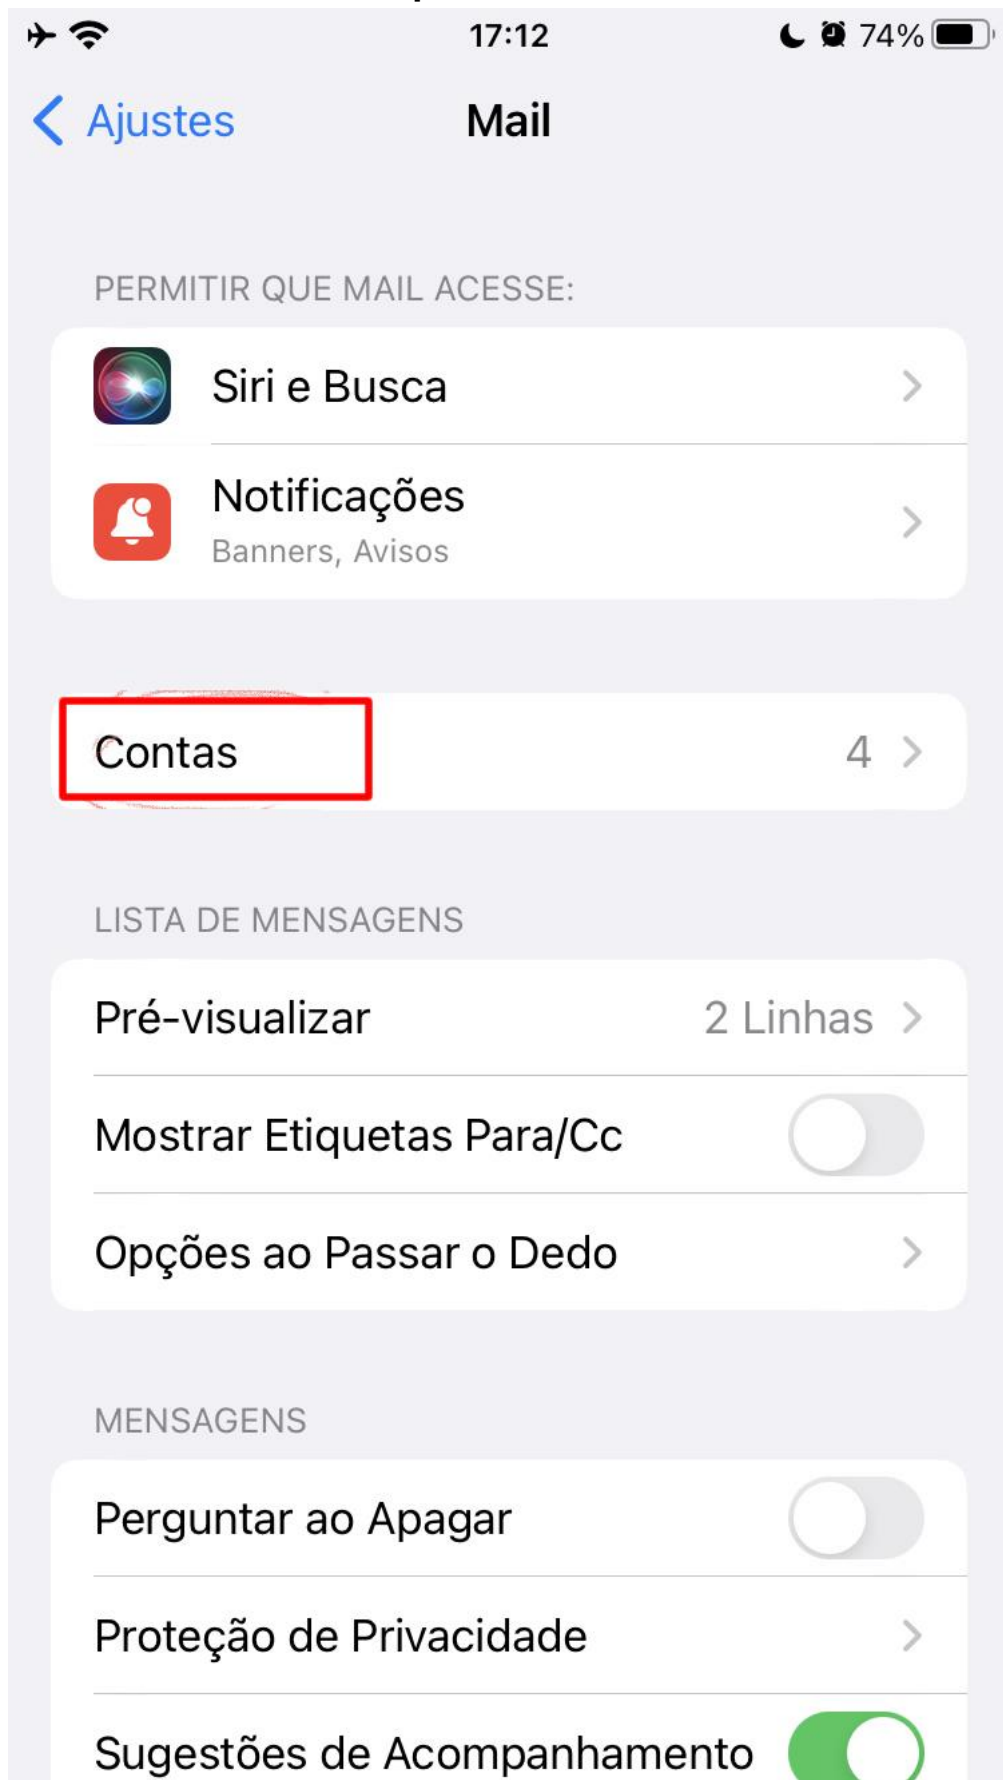 17:12
74%
Ajustes
Mail
PERMITIR QUE MAIL ACESSE:
Siri e Busca
Notificações
Banners, Avisos
Contas
4
LISTA DE MENSAGENS
Pré-visualizar
2 Linhas
Mostrar Etiquetas Para/Cc
Opções ao Passar o Dedo
MENSAGENS
Perguntar ao Apagar
Proteção de Privacidade
Sugestões de Acompanhamento